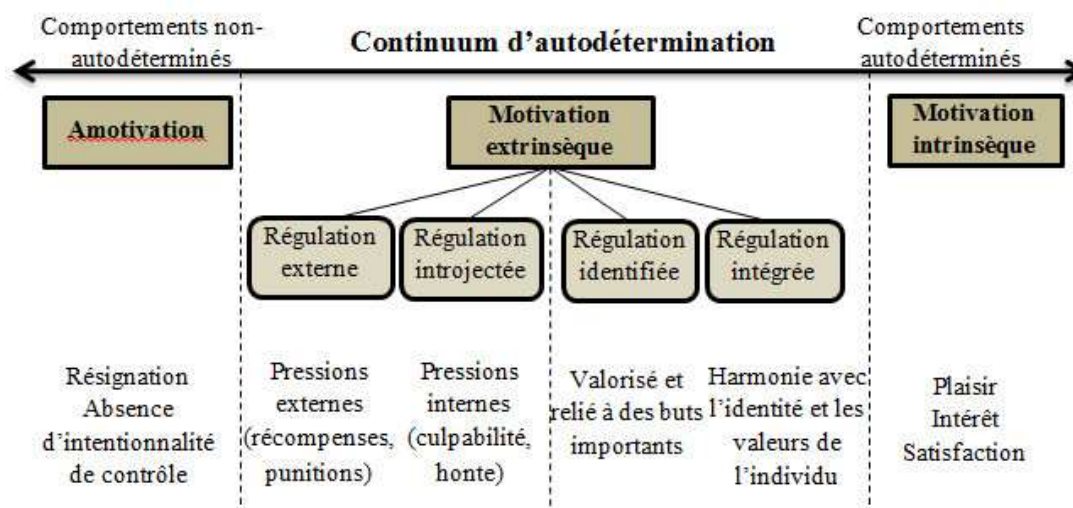 Comportements non-
autodéterminés
Continuum d’autodétermination
Comportements
autodéterminés
Amotivation
Motivation
extrinsèque
Motivation
intrinsèque
Régulation
externe
Régulation
introjectée
Régulation
identifiée
Régulation
intégrée
Résignation
Absence
d’intentionnalité
de contrôle
Pressions
externes
(récompenses,
punitions)
Pressions
internes
(culpabilité,
honte)
Valorisé et
relié à des buts
importants
Harmonie avec
l’identité et les
valeurs de
l’individu
Plaisir
Intérêt
Satisfaction